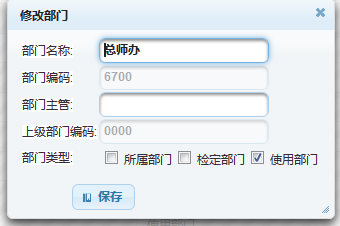 修改部门
部门名称: 总师办
部门编码: 6700
部门主管:
上级部门编码: 0000
部门类型: 所属部门 检定部门 使用部门
保存